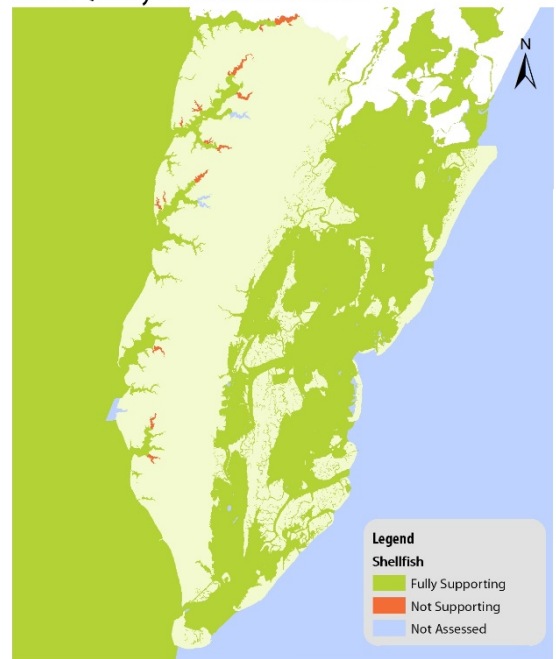 N
Legend
Shellfish
Fully Supporting
Not Supporting
Not Assessed